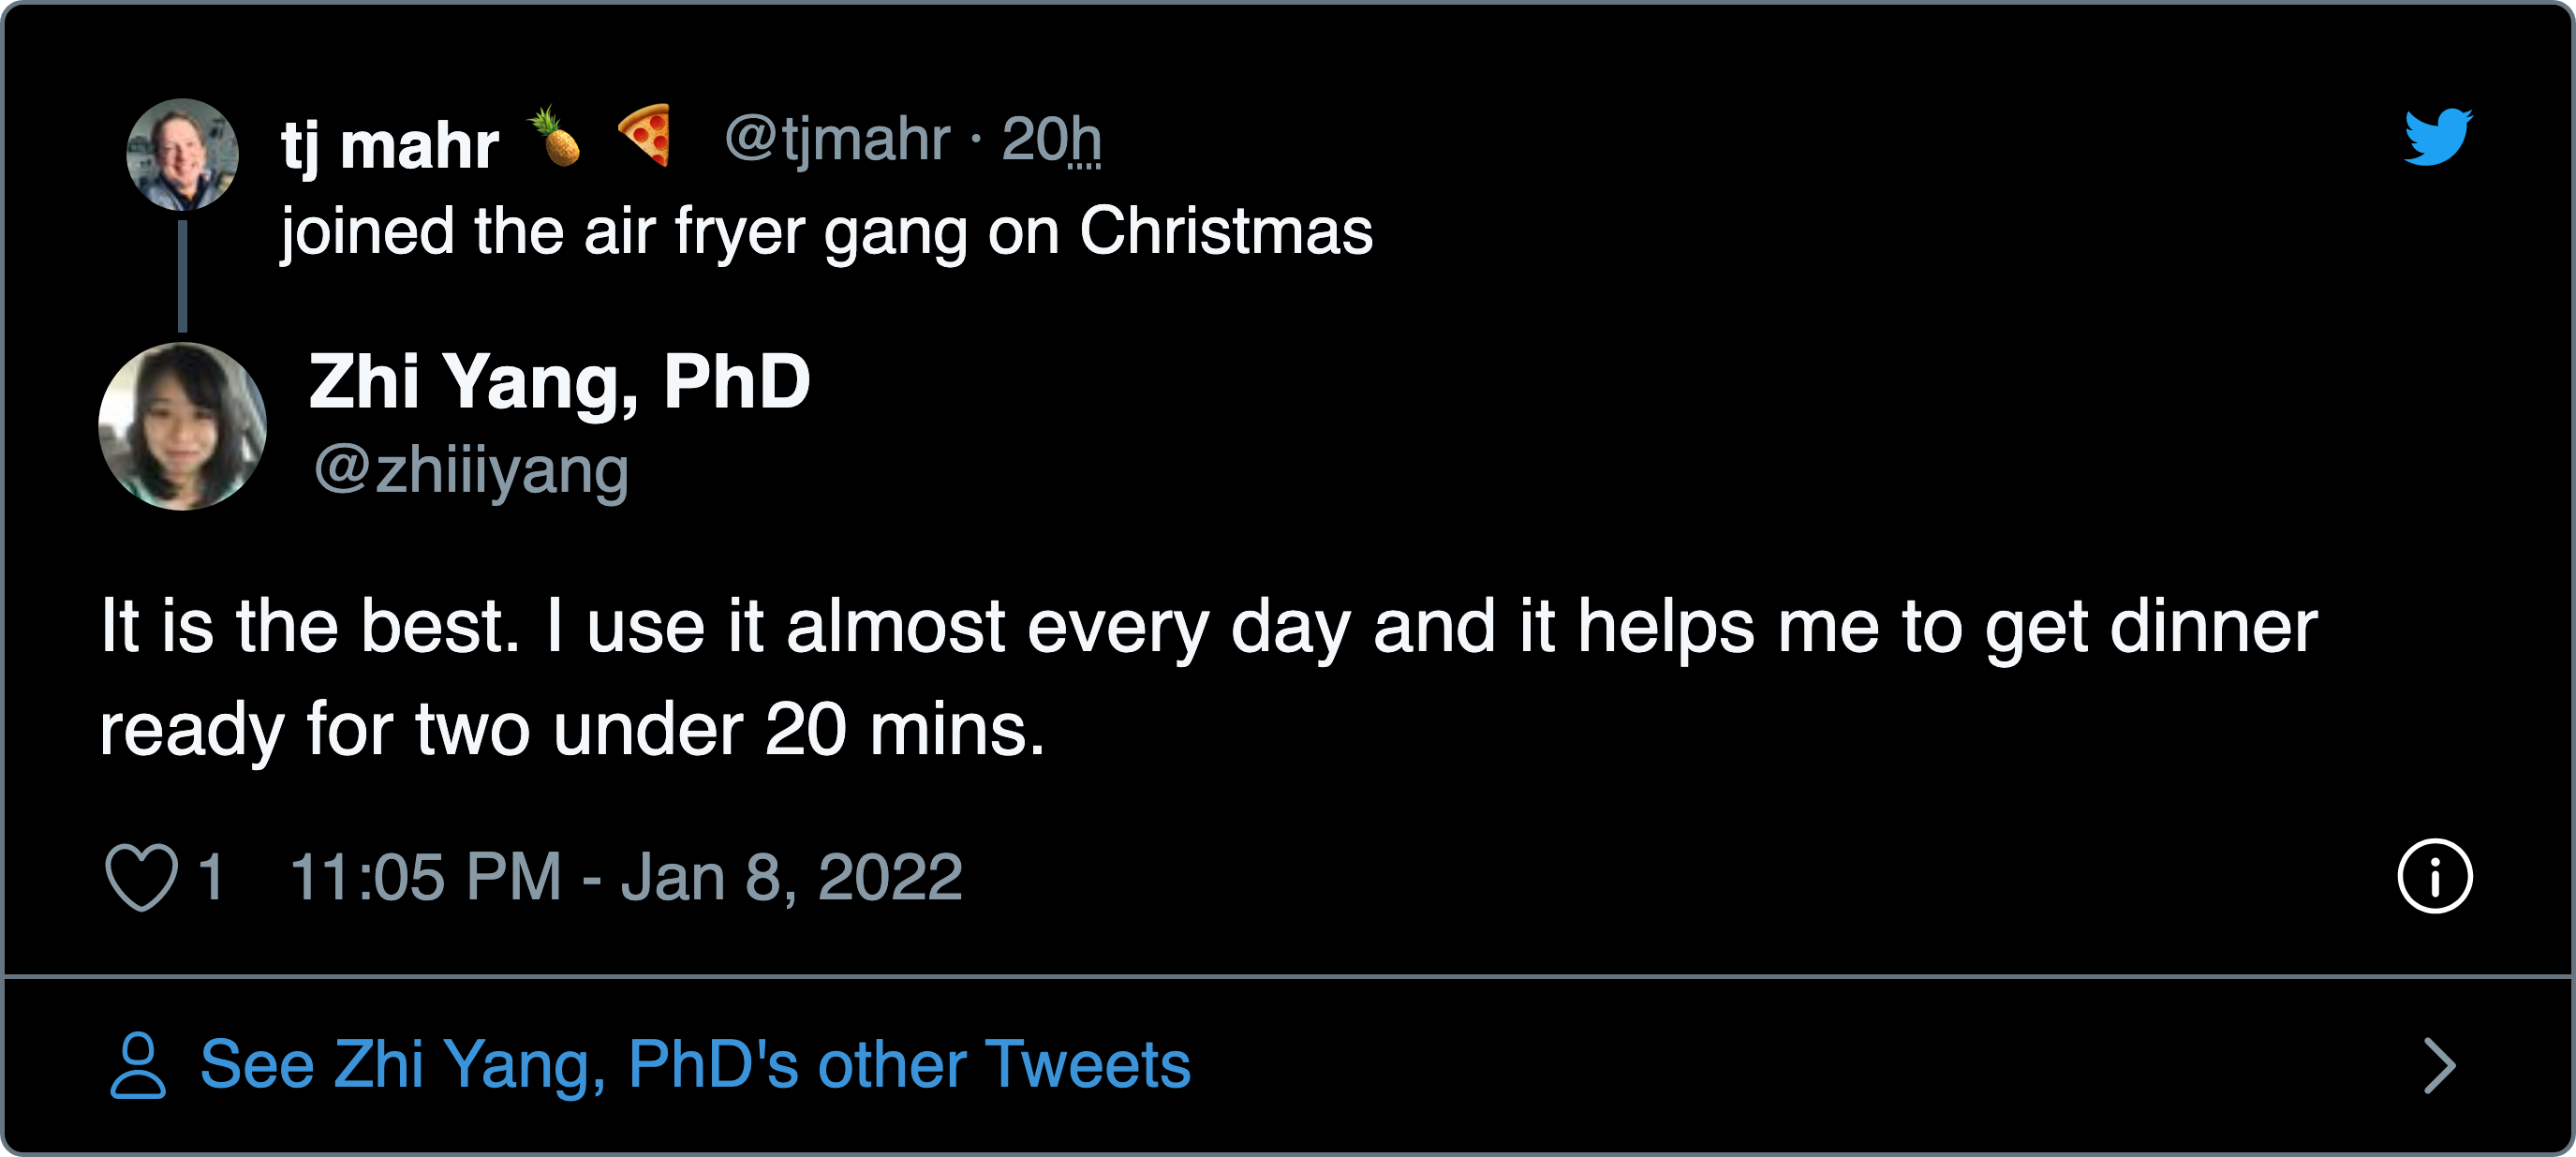 tj mahr 🍍 🍕 @tjmahr · 20h
joined the air fryer gang on Christmas
Zhi Yang, PhD
@zhiiiyang
It is the best. I use it almost every day and it helps me to get dinner
ready for two under 20 mins.
1 11:05 PM - Jan 8, 2022
See Zhi Yang, PhD's other Tweets